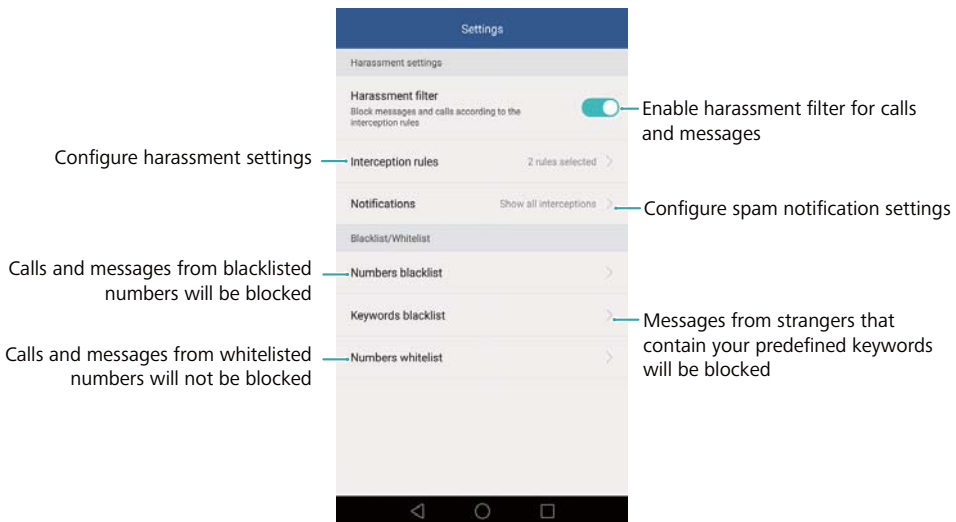 Settings
Harassment settings
Harassment filter
Block messages and calls according to the
interception rules
Enable harassment filter for calls
and messages
Configure harassment settings
Interception rules
2 rules selected
Notifications
Show all interceptions
Configure spam notification settings
Blacklist/Whitelist
Calls and messages from blacklisted
numbers will be blocked
Numbers blacklist
Keywords blacklist
Messages from strangers that
contain your predefined keywords
will be blocked
Calls and messages from whitelisted
numbers will not be blocked
Numbers whitelist